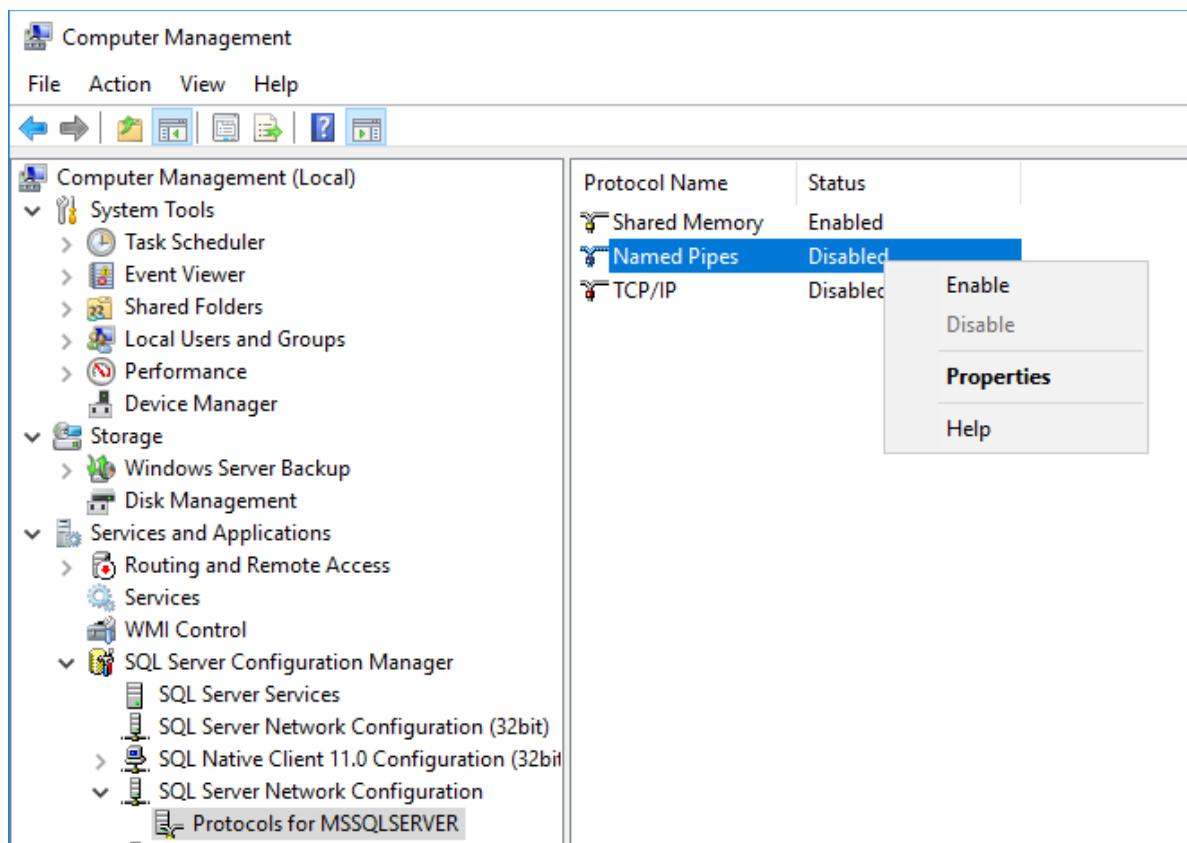 Computer Management
File Action View Help
Computer Management (Local)
System Tools
Task Scheduler
Event Viewer
Shared Folders
Local Users and Groups
Performance
Device Manager
Storage
Windows Server Backup
Disk Management
Services and Applications
Routing and Remote Access
Services
WMI Control
SQL Server Configuration Manager
SQL Server Services
SQL Server Network Configuration (32bit)
SQL Native Client 11.0 Configuration (32bit
SQL Server Network Configuration
Protocols for MSSQLSERVER
Protocol Name Status
Shared Memory Enabled
Named Pipes Disabled
TCP/IP Disabled
Enable
Disable
Properties
Help